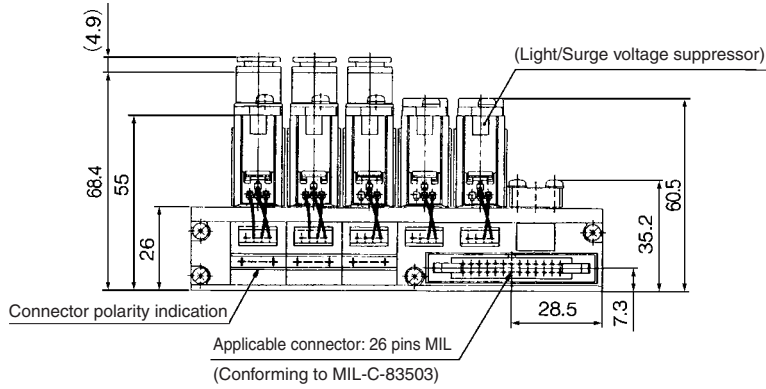 (4.9)
(Light/Surge voltage suppressor)
68.4
55
26
60.5
35.2
28.5
7.3
Connector polarity indication
Applicable connector: 26 pins MIL
(Conforming to MIL-C-83503)